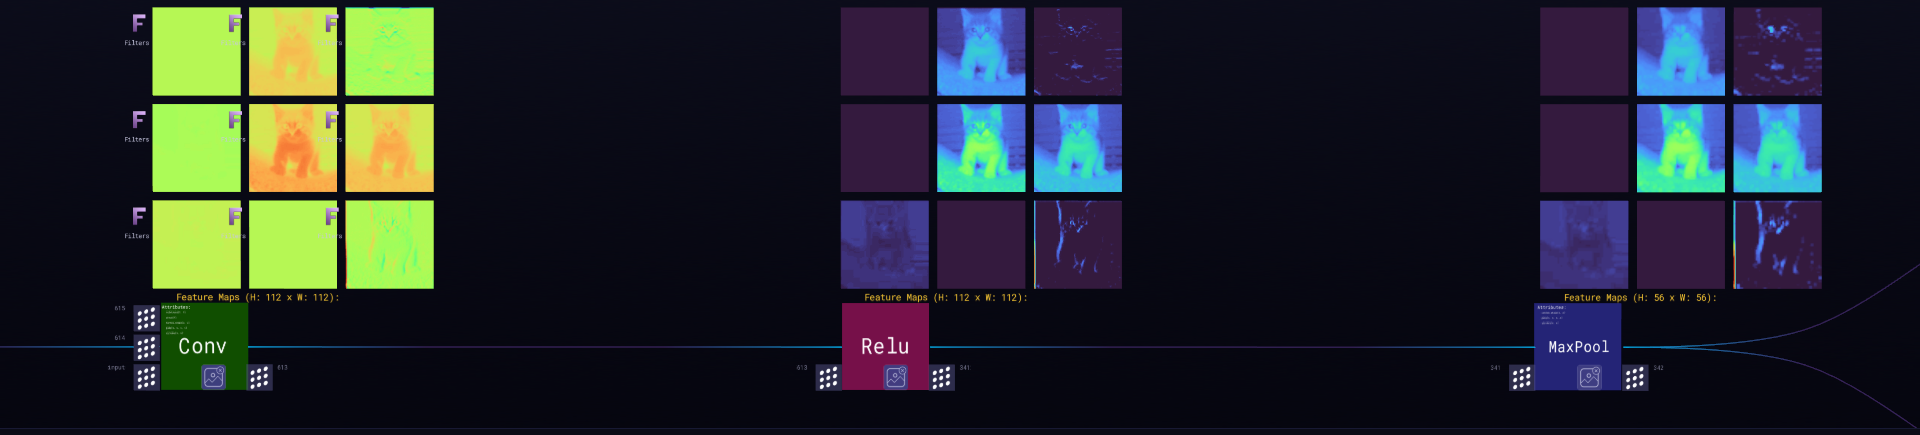 F F F
Filters
F F F
Filters
F F F
Filters
Feature Maps (H: 112 x W: 112):
Feature Maps (H: 112 x W: 112):
Feature Maps (H: 56 x W: 56):
615
Attributes:
Attributes:
614
Conv
Relu
MaxPool
input
613
613
341
341
342